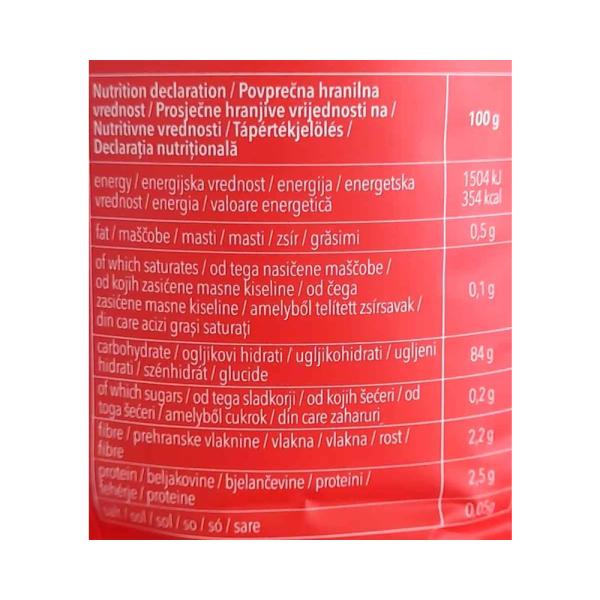 Nutrition declaration / Povprečna hranilna
vrednost / Prosječne hranjive vrijednosti na /
Nutritivne vrednosti / Tápértékjelölés /
Declarația nutrițională
100 g
energy / energijska vrednost / energija / energetska
vrednost / energia / valoare energetică
1504 kJ
354 kcal
fat / maščobe / masti / masti / zsír / grăsimi
0,5 g
of which saturates / od tega nasičene maščobe /
od kojih zasićene masne kiseline / od čega
zasićene masne kiseline / amelyből telített zsírsavak /
din care acizi grași saturați
0,1 g
carbohydrate / ogljikovi hidrati / ugljikohidrati / ugljeni
hidrati / szénhidrát / glucide
84 g
of which sugars / od tega sladkorji / od kojih šećeri / od
toga šećeri / amelyből cukrok / din care zaharuri
0,2 g
fibre / prehranske vlaknine / vlakna / vlakna / rost /
fibre
2,2 g
protein / beljakovine / bjelančevine / proteini /
fehérje / proteine
2,5 g
salt / sol / sol / so / só / sare
0,05g